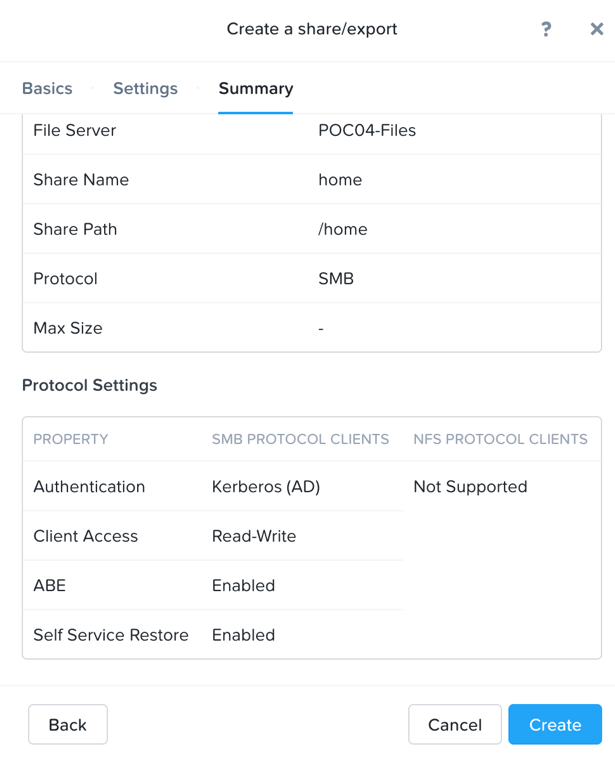 Create a share/export ? ×
Basics Settings Summary
File Server POC04-Files
Share Name home
Share Path /home
Protocol SMB
Max Size -
Protocol Settings
PROPERTY SMB PROTOCOL CLIENTS NFS PROTOCOL CLIENTS
Authentication Kerberos (AD) Not Supported
Client Access Read-Write
ABE Enabled
Self Service Restore Enabled
Back Cancel Create